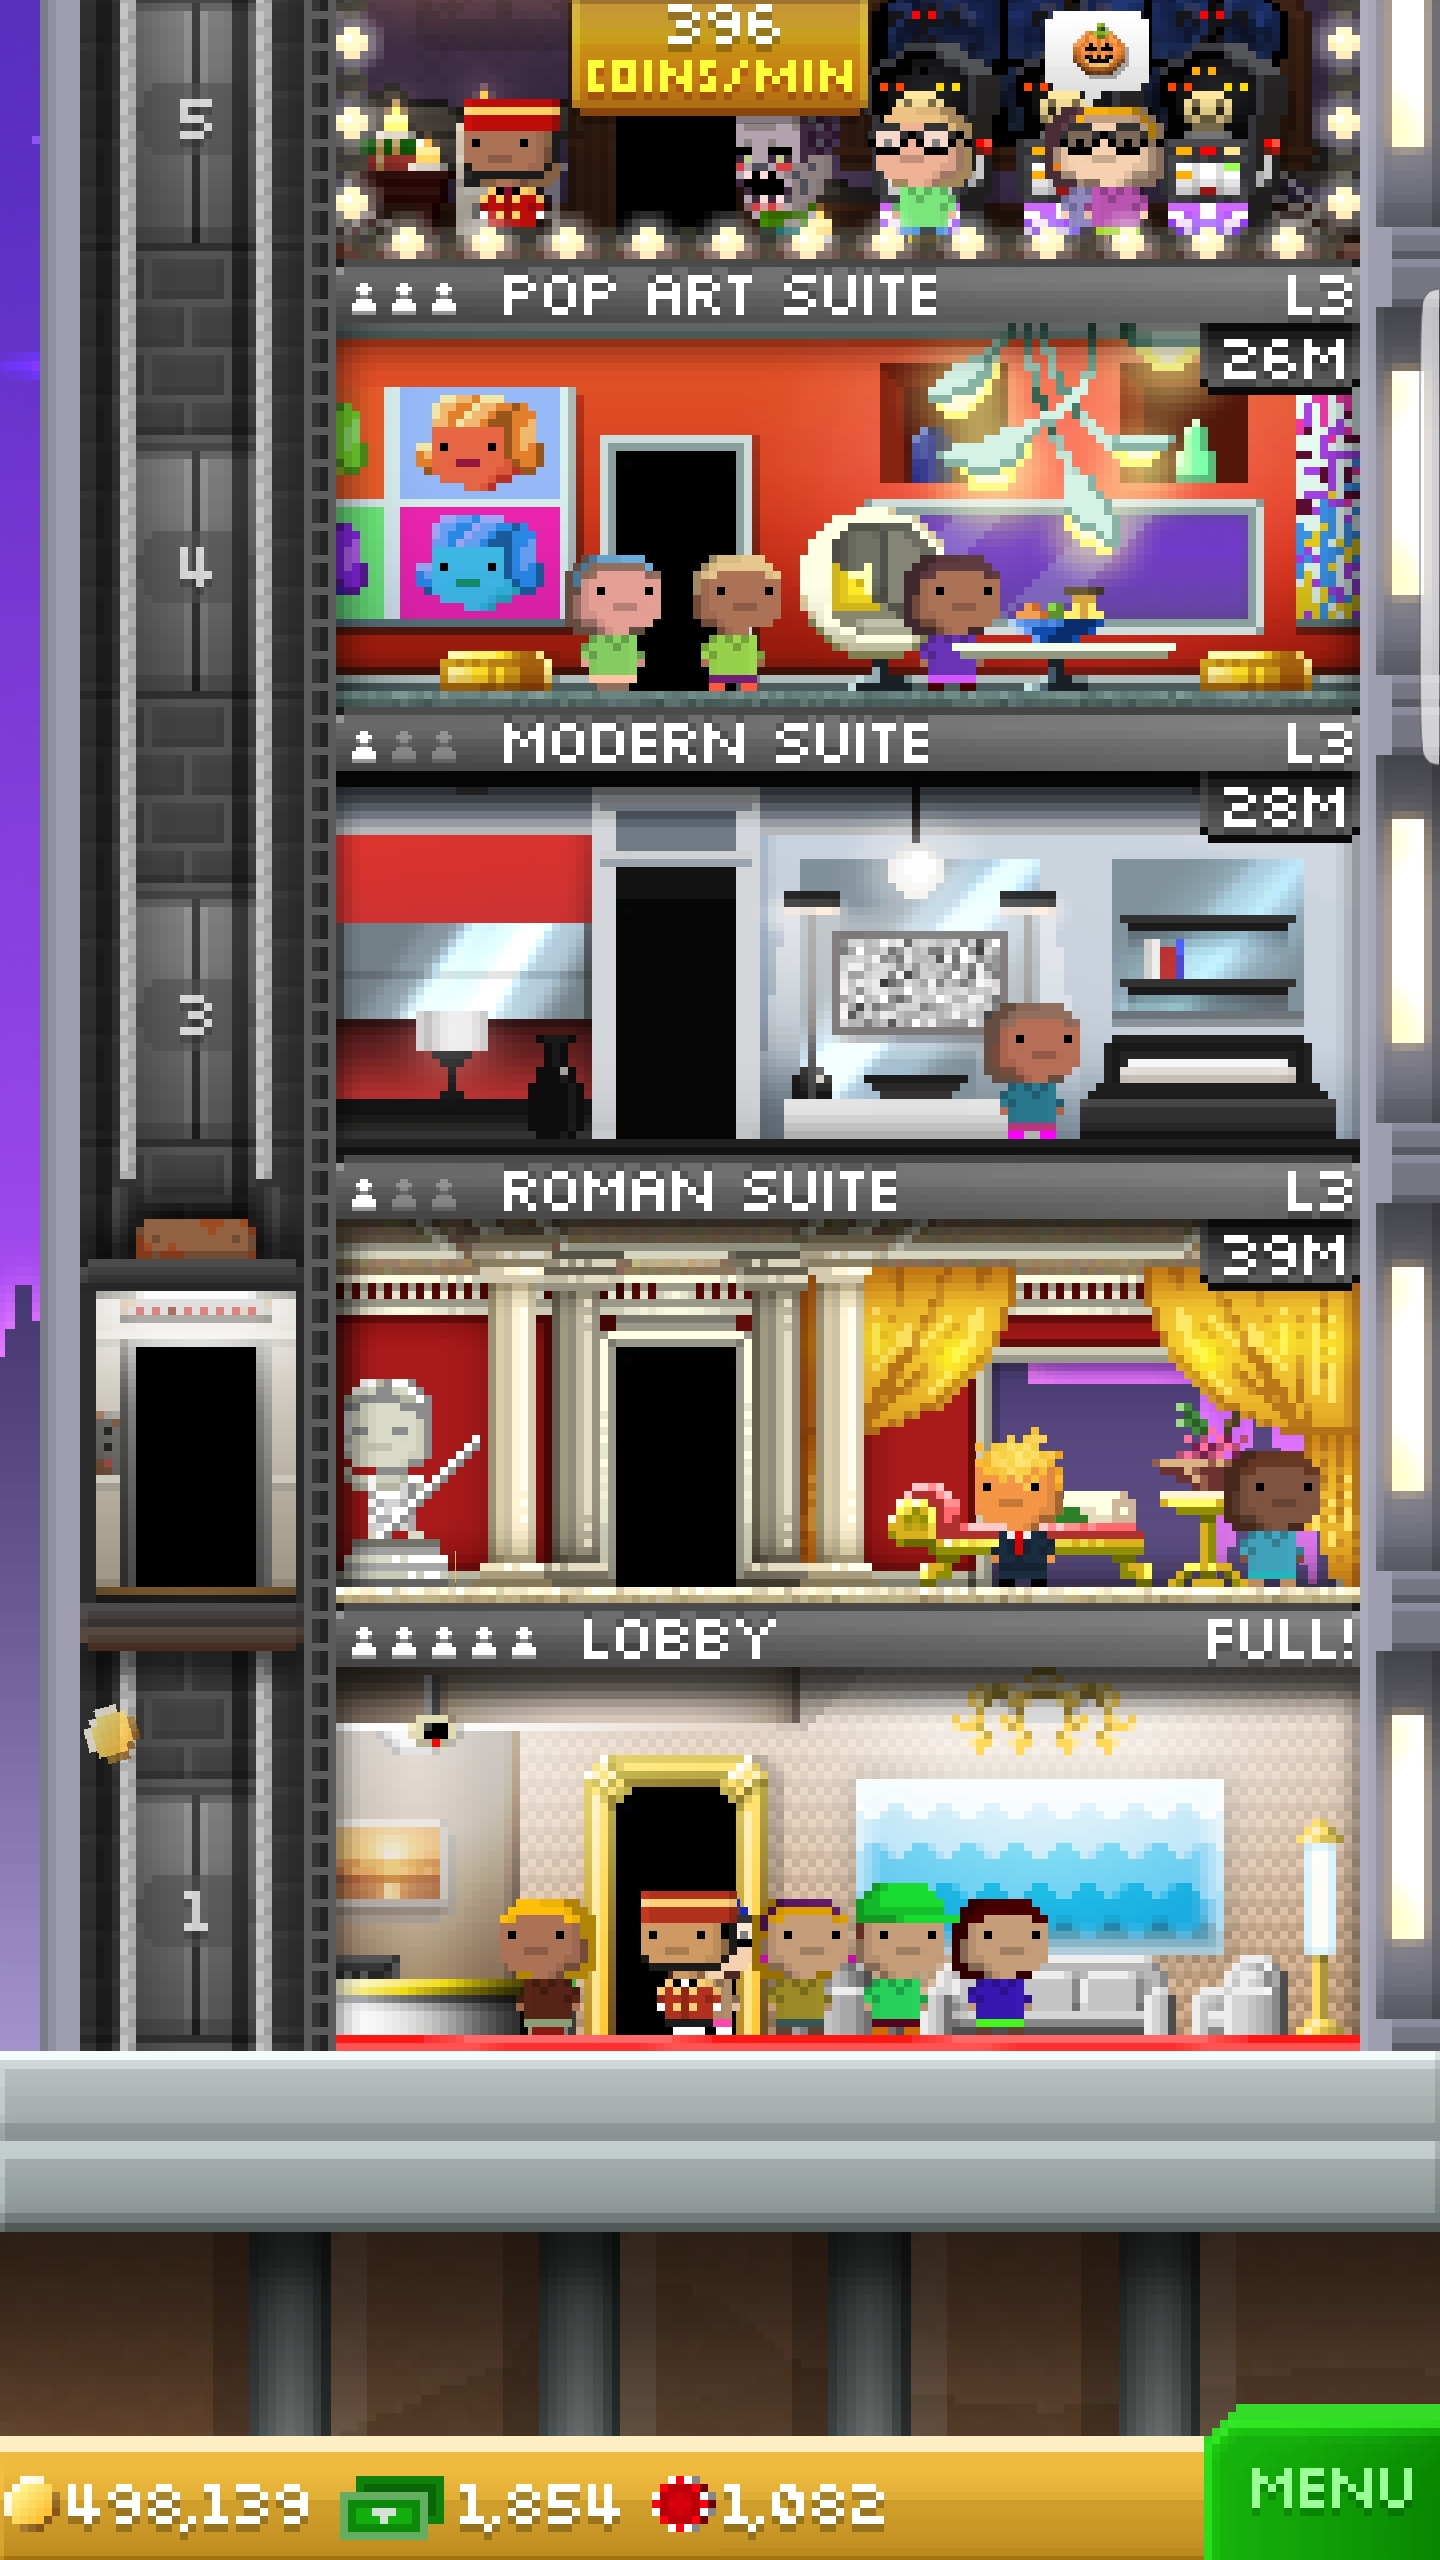 396
COINS/MIN
5
POP ART SUITE L3
26M
4
MODERN SUITE L3
28M
3
ROMAN SUITE L3
39M
LOBBY FULL!
1
498,139 1,854 1,082
MENU